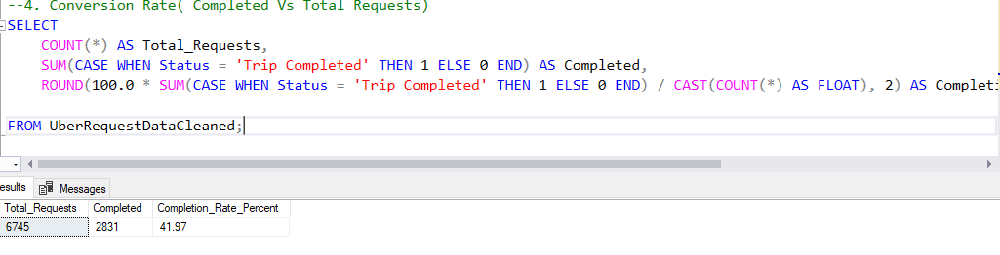 --4. Conversion Rate( Completed Vs Total Requests)
SELECT
COUNT(*) AS Total_Requests,
SUM(CASE WHEN Status = 'Trip Completed' THEN 1 ELSE 0 END) AS Completed,
ROUND(100.0 * SUM(CASE WHEN Status = 'Trip Completed' THEN 1 ELSE 0 END) / CAST(COUNT(*) AS FLOAT), 2) AS Completi
FROM UberRequestDataCleaned;
esults Messages
Total_Requests Completed Completion_Rate_Percent
6745 2831 41.97